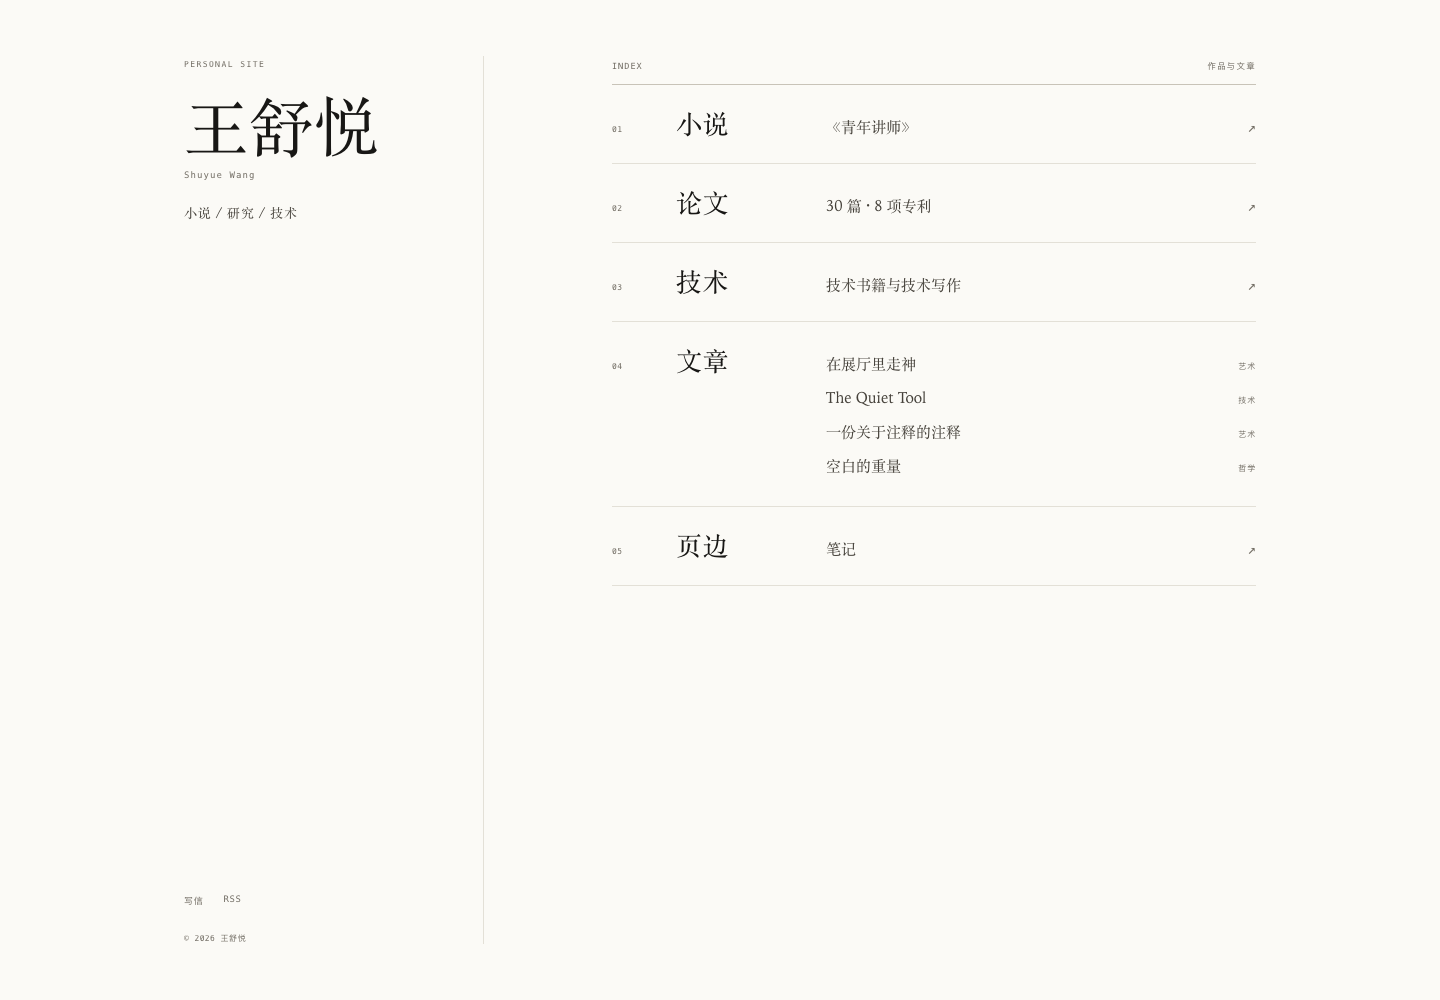 PERSONAL SITE
王舒悦
Shuyue Wang
小说 / 研究 / 技术
写信 RSS
© 2026 王舒悦
INDEX 作品与文章
01 小说 《青年讲师》 ↗
02 论文 30 篇 · 8 项专利 ↗
03 技术 技术书籍与技术写作 ↗
04 文章 在展厅里走神 艺术
The Quiet Tool 技术
一份关于注释的注释 艺术
空白的重量 哲学
05 页边 笔记 ↗